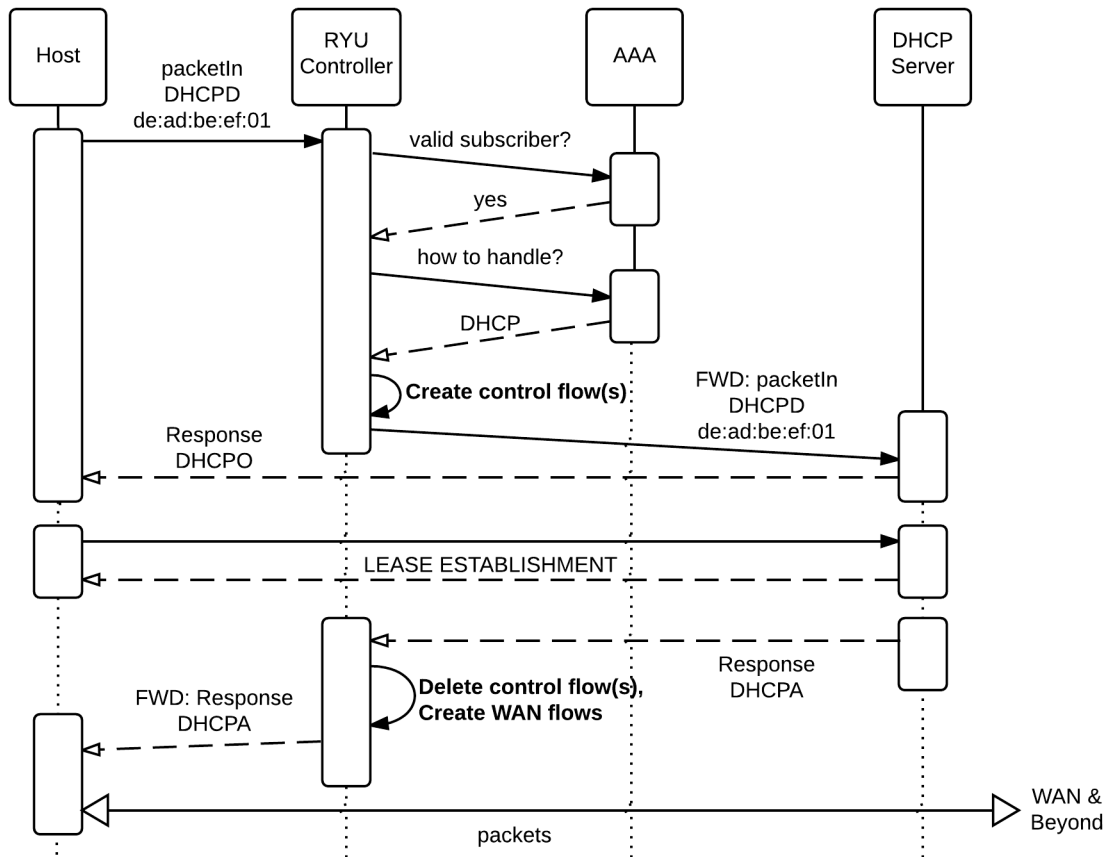 Host
RYU
Controller
AAA
DHCP
Server
packetIn
DHCPD
de:ad:be:ef:01
valid subscriber?
yes
how to handle?
DHCP
Create control flow(s)
FWD: packetIn
DHCPD
de:ad:be:ef:01
Response
DHCPO
LEASE ESTABLISHMENT
Response
DHCPA
Delete control flow(s),
Create WAN flows
FWD: Response
DHCPA
WAN &
Beyond
packets